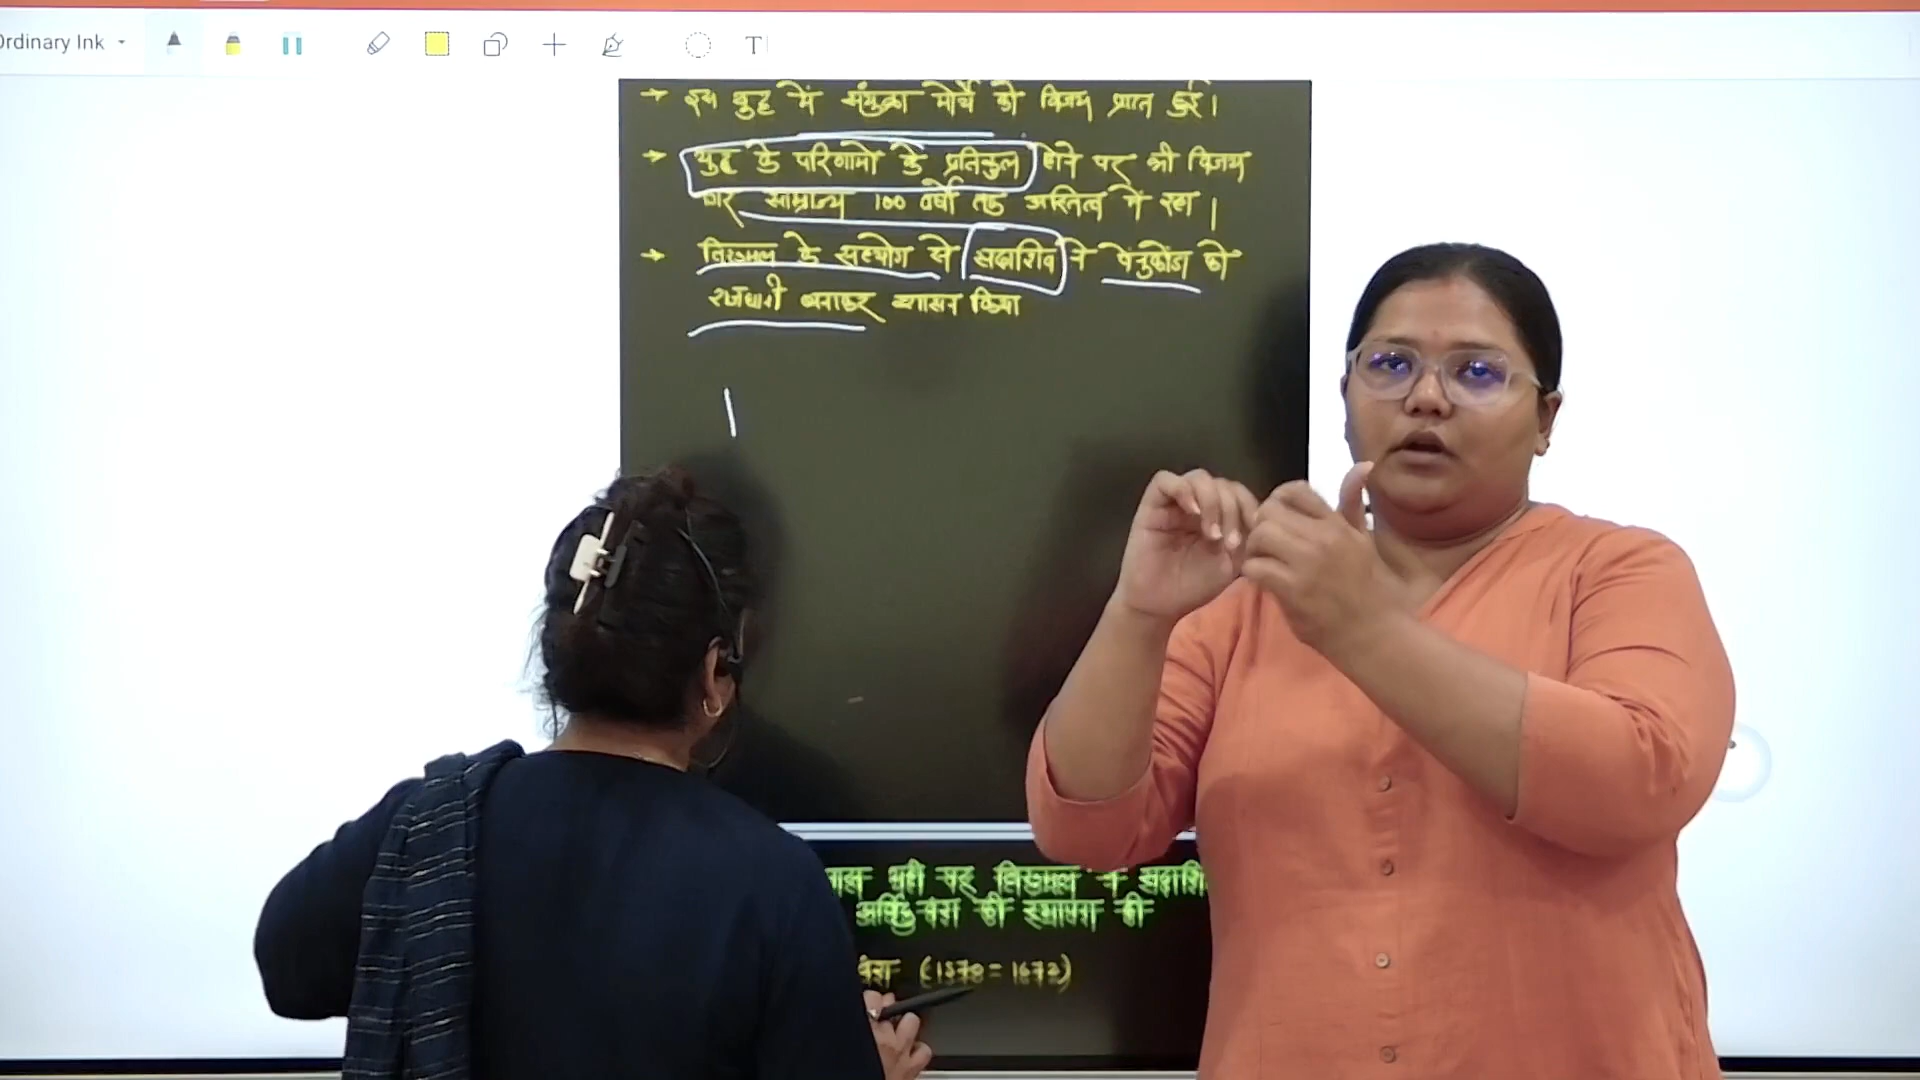 Ordinary Ink
T
→ इस युद्ध में संयुक्त मोर्चे को विजय प्राप्त हुई।
→ युद्ध के परिणामो के प्रतिकुल होने पर भी विजय
नगर साम्राज्य 100 वर्षो तक अस्तित्व में रहा।
→ तिरुमल के सहयोग से सदाशिव ने पेनुकोंडा को
राजधानी बनाकर शासन किया
यही पर तिरुमल ने सदाशि
अरविडु वंश की स्थापना की
वंश (1570 = 1672)